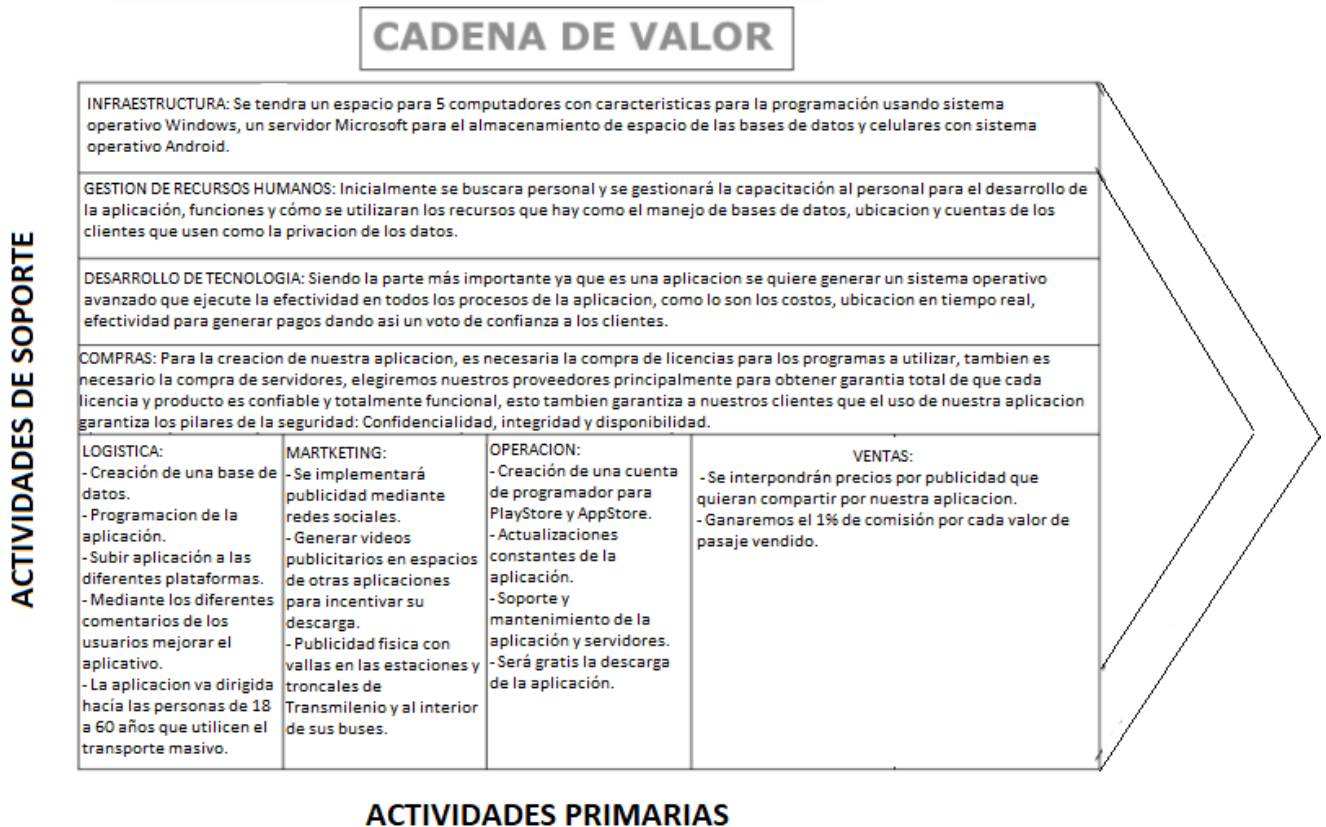 CADENA DE VALOR
INFRAESTRUCTURA: Se tendra un espacio para 5 computadores con caracteristicas para la programación usando sistema
operativo Windows, un servidor Microsoft para el almacenamiento de espacio de las bases de datos y celulares con sistema
operativo Android.
GESTION DE RECURSOS HUMANOS: Inicialmente se buscara personal y se gestionará la capacitación al personal para el desarrollo de
la aplicación, funciones y cómo se utilizaran los recursos que hay como el manejo de bases de datos, ubicacion y cuentas de los
clientes que usen como la privacion de los datos.
DESARROLLO DE TECNOLOGIA: Siendo la parte más importante ya que es una aplicacion se quiere generar un sistema operativo
avanzado que ejecute la efectividad en todos los procesos de la aplicacion, como lo son los costos, ubicacion en tiempo real,
efectividad para generar pagos dando asi un voto de confianza a los clientes.
COMPRAS: Para la creacion de nuestra aplicacion, es necesaria la compra de licencias para los programas a utilizar, tambien es
necesario la compra de servidores, elegiremos nuestros proveedores principalmente para obtener garantia total de que cada
licencia y producto es confiable y totalmente funcional, esto tambien garantiza a nuestros clientes que el uso de nuestra aplicacion
garantiza los pilares de la seguridad: Confidencialidad, integridad y disponibilidad.
ACTIVIDADES DE SOPORTE
LOGISTICA:
- Creación de una base de
datos.
- Programacion de la
aplicación.
- Subir aplicación a las
diferentes plataformas.
- Mediante los diferentes
comentarios de los
usuarios mejorar el
aplicativo.
- La aplicacion va dirigida
hacía las personas de 18
a 60 años que utilicen el
transporte masivo.
MARTKETING:
- Se implementará
publicidad mediante
redes sociales.
- Generar videos
publicitarios en espacios
de otras aplicaciones
para incentivar su
descarga.
- Publicidad fisica con
vallas en las estaciones y
troncales de
Transmilenio y al interior
de sus buses.
OPERACION:
- Creación de una cuenta
de programador para
PlayStore y AppStore.
- Actualizaciones
constantes de la
aplicación.
- Soporte y
mantenimiento de la
aplicación y servidores.
- Será gratis la descarga
de la aplicación.
VENTAS:
- Se interpondrán precios por publicidad que
quieran compartir por nuestra aplicacion.
- Ganaremos el 1% de comisión por cada valor de
pasaje vendido.
ACTIVIDADES PRIMARIAS